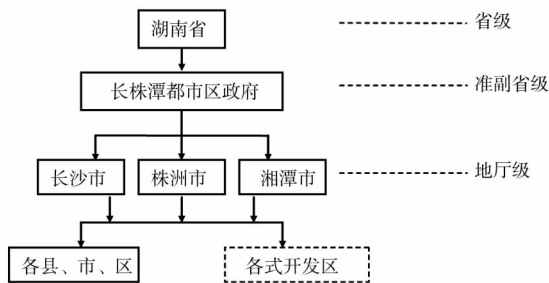 湖南省
省级
长株潭都市区政府
准副省级
长沙市
株洲市
湘潭市
地厅级
各县、市、区
各式开发区